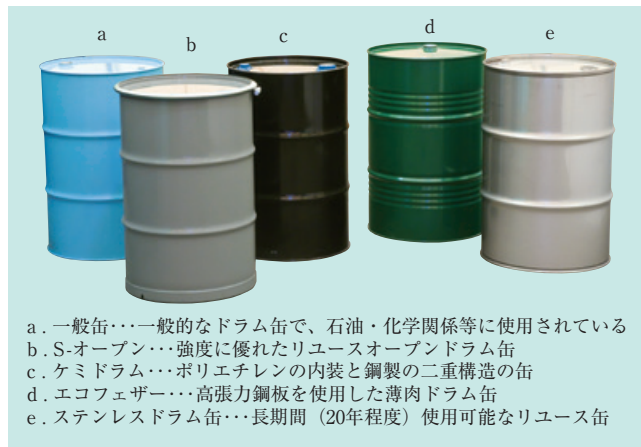 a
b
c
d
e
a . 一般缶･･･一般的なドラム缶で、石油・化学関係等に使用されている
b . S-オープン･･･強度に優れたリユースオープンドラム缶
c . ケミドラム･･･ポリエチレンの内装と鋼製の二重構造の缶
d . エコフェザー･･･高張力鋼板を使用した薄肉ドラム缶
e . ステンレスドラム缶･･･長期間（20年程度）使用可能なリユース缶